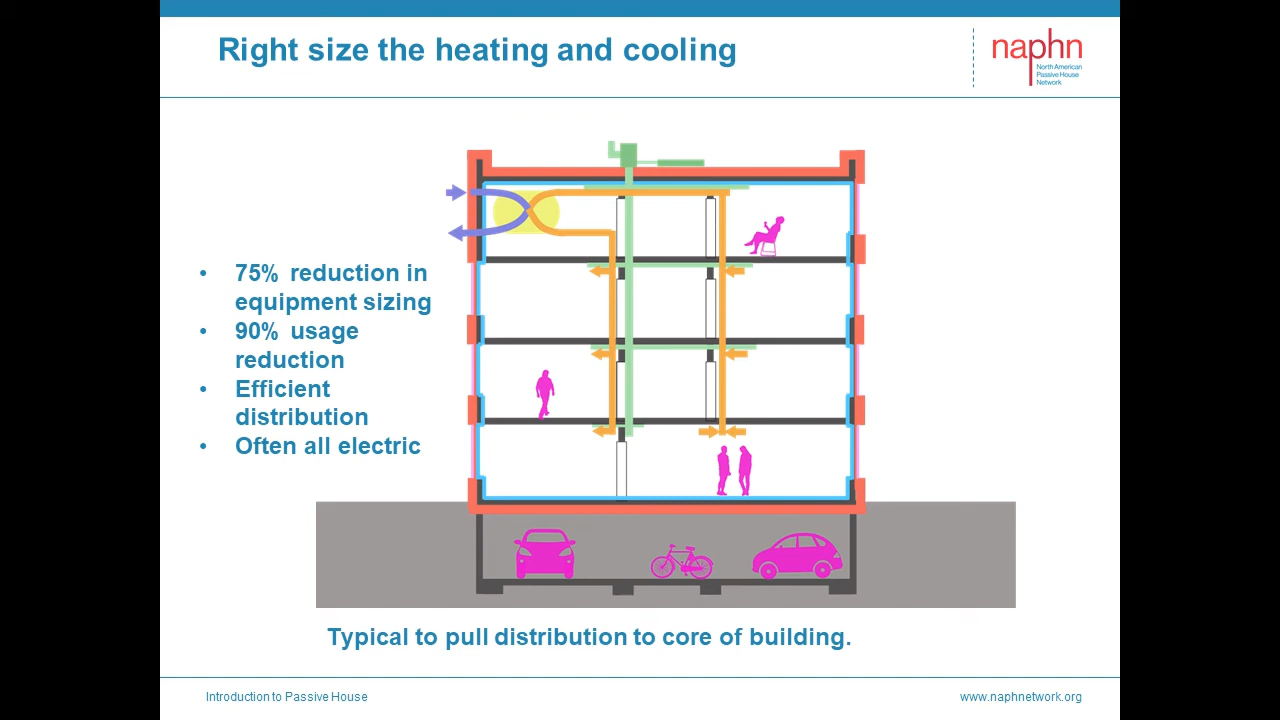 Right size the heating and cooling
naphn
North American
Passive House
Network
• 75% reduction in
equipment sizing
• 90% usage
reduction
• Efficient
distribution
• Often all electric
Typical to pull distribution to core of building.
Introduction to Passive House
www.naphnetwork.org